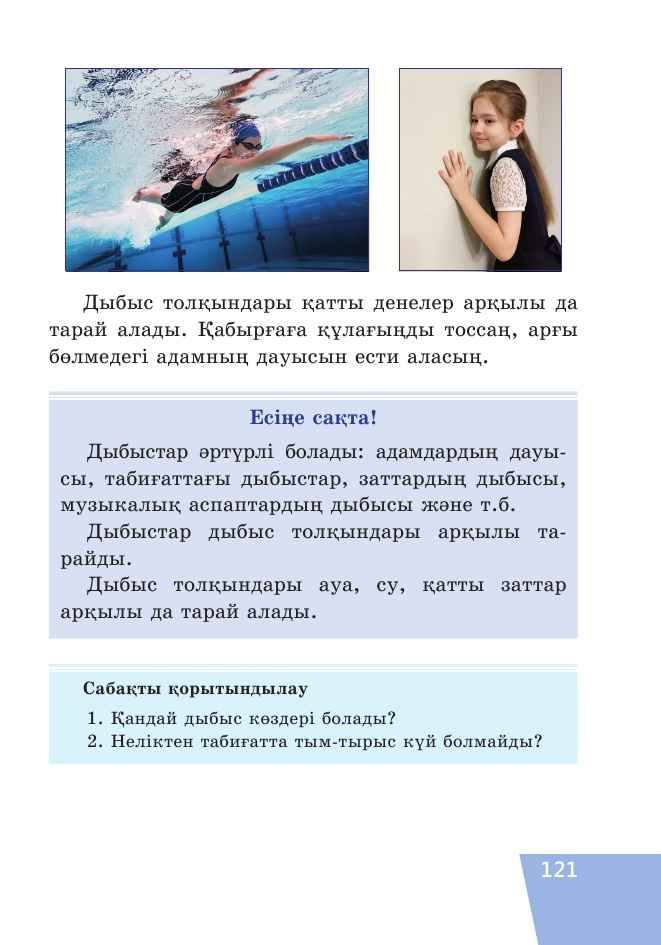 Дыбыс толқындары қатты денелер арқылы да
тарай алады. Қабырғаға құлағыңды тоссаң, арғы
бөлмедегі адамның дауысын ести аласың.
Есіңе сақта!
Дыбыстар әртүрлі болады: адамдардың дауы-
сы, табиғаттағы дыбыстар, заттардың дыбысы,
музыкалық аспаптардың дыбысы және т.б.
Дыбыстар дыбыс толқындары арқылы та-
райды.
Дыбыс толқындары ауа, су, қатты заттар
арқылы да тарай алады.
Сабақты қорытындылау
1. Қандай дыбыс көздері болады?
2. Неліктен табиғатта тым-тырыс күй болмайды?
121